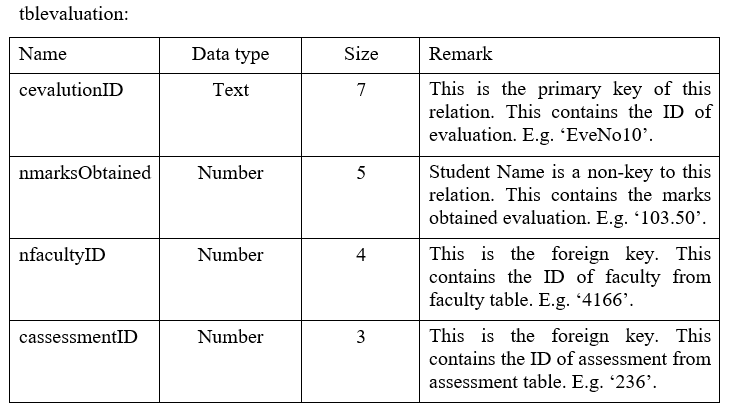 tblevaluation:
Name Data type Size Remark
cevalutionID Text 7 This is the primary key of this
relation. This contains the ID of
evaluation. E.g. ‘EveNo10’.
nmarksObtained Number 5 Student Name is a non-key to this
relation. This contains the marks
obtained evaluation. E.g. ‘103.50’.
nfacultyID Number 4 This is the foreign key. This
contains the ID of faculty from
faculty table. E.g. ‘4166’.
cassessmentID Number 3 This is the foreign key. This
contains the ID of assessment from
assessment table. E.g. ‘236’.